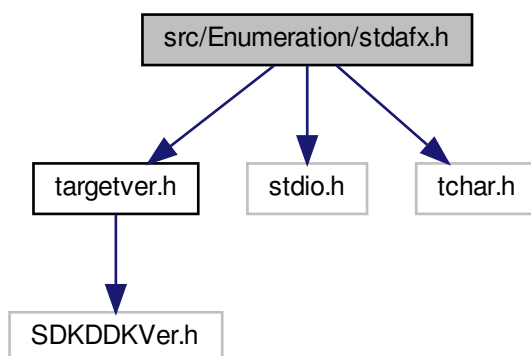 src/Enumeration/stdafx.h
targetver.h
stdio.h
tchar.h
SDKDDKVer.h